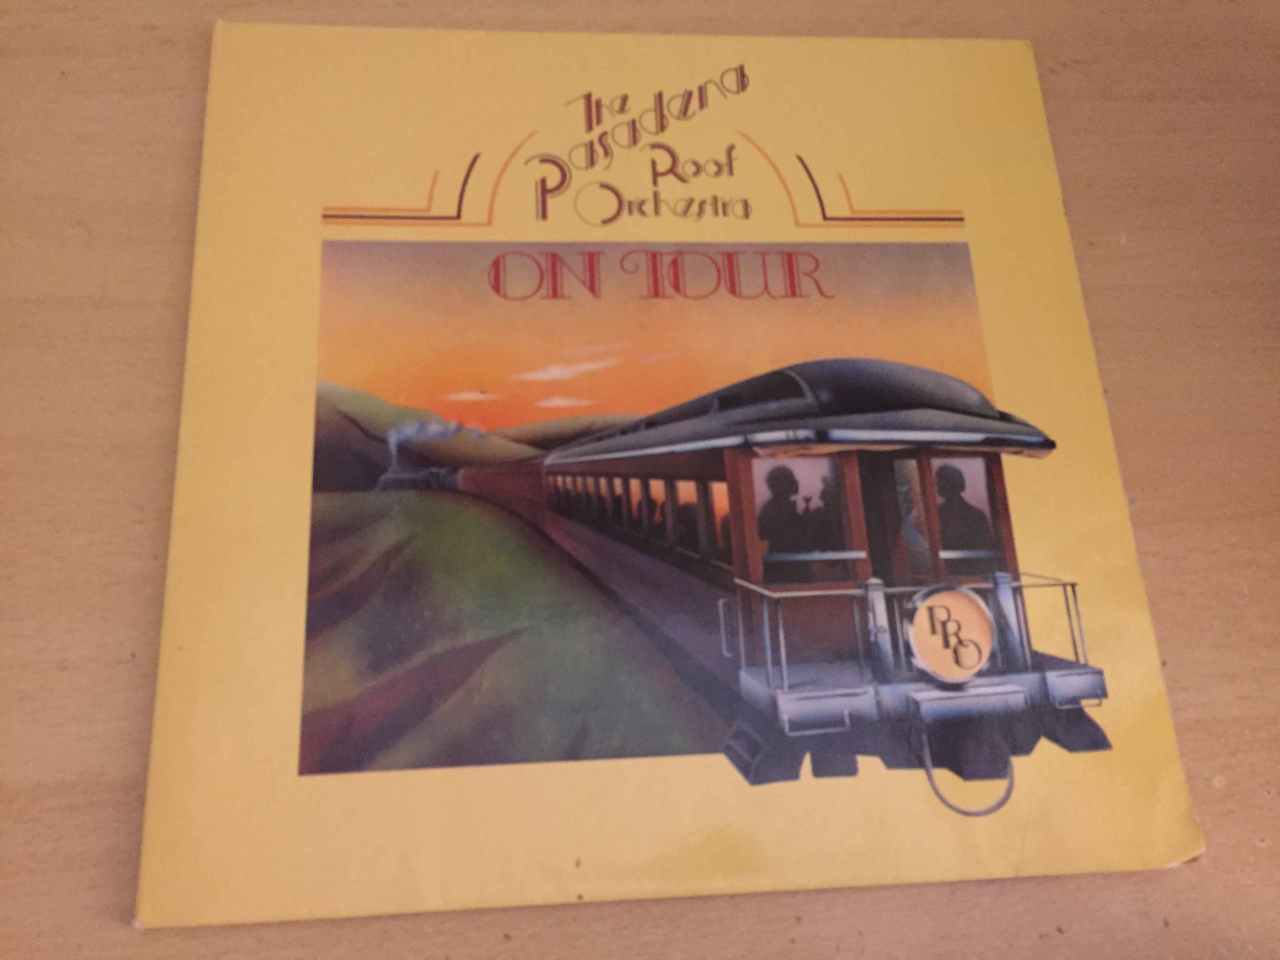 The
Pasadena
Roof
Orchestra
ON TOUR
PRO